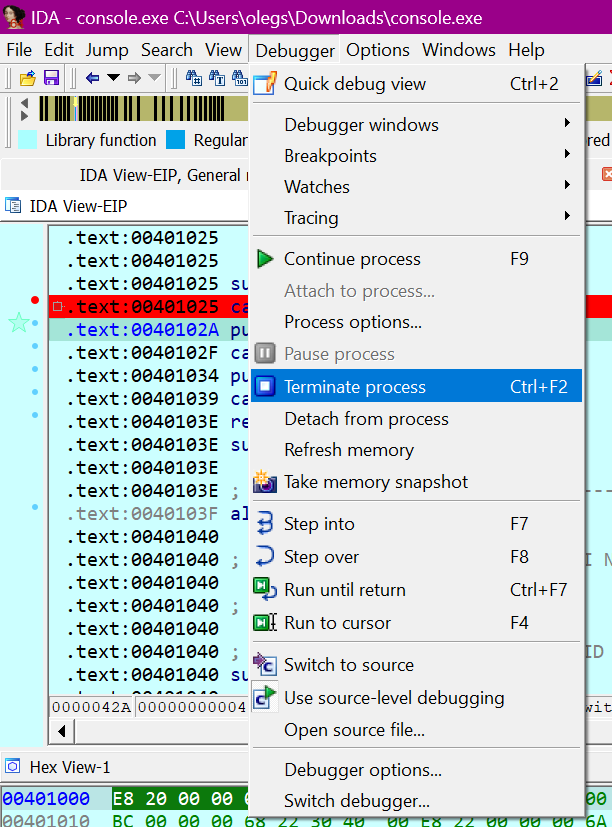 IDA - console.exe C:\Users\olegs\Downloads\console.exe
File Edit Jump Search View Debugger Options Windows Help
Library function Regular
IDA View-EIP, General
IDA View-EIP
Quick debug view Ctrl+2
Debugger windows
Breakpoints
Watches
Tracing
Continue process F9
Attach to process...
Process options...
Pause process
Terminate process Ctrl+F2
Detach from process
Refresh memory
Take memory snapshot
Step into F7
Step over F8
Run until return Ctrl+F7
Run to cursor F4
Switch to source
Use source-level debugging
Open source file...
Debugger options...
Switch debugger...
.text:00401025
.text:00401025
.text:00401025 su
.text:00401025 ca
.text:0040102A pu
.text:0040102F ca
.text:00401034 pu
.text:00401039 ca
.text:0040103E re
.text:0040103E su
.text:0040103E
.text:0040103E ;
.text:0040103F al
.text:00401040
.text:00401040 ;
.text:00401040
.text:00401040 ;
.text:00401040
.text:00401040 ;
.text:00401040 su
0000042A 00000000004
Hex View-1
00401000 E8 20 00 00 00
00401010 BC 00 00 00 68 22 30 40 00 E8 22 00 00 00 6A